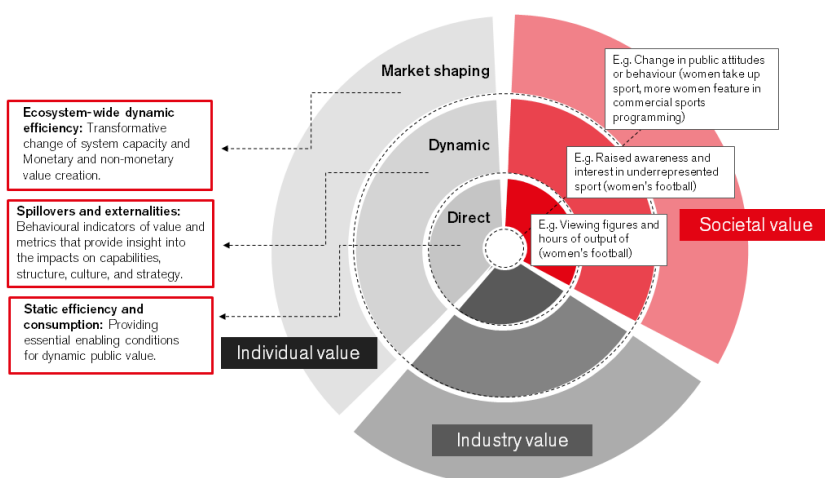 Market shaping
Dynamic
Direct
Ecosystem-wide dynamic
efficiency: Transformative
change of system capacity and
Monetary and non-monetary
value creation.
Spillovers and externalities:
Behavioural indicators of value and
metrics that provide insight into
the impacts on capabilities,
structure, culture, and strategy.
Static efficiency and
consumption: Providing
essential enabling conditions
for dynamic public value.
E.g. Change in public attitudes
or behaviour (women take up
sport, more women feature in
commercial sports
programming)
E.g. Raised awareness and
interest in underrepresented
sport (women's football)
E.g. Viewing figures and
hours of output of
(women's football)
Societal value
Individual value
Industry value